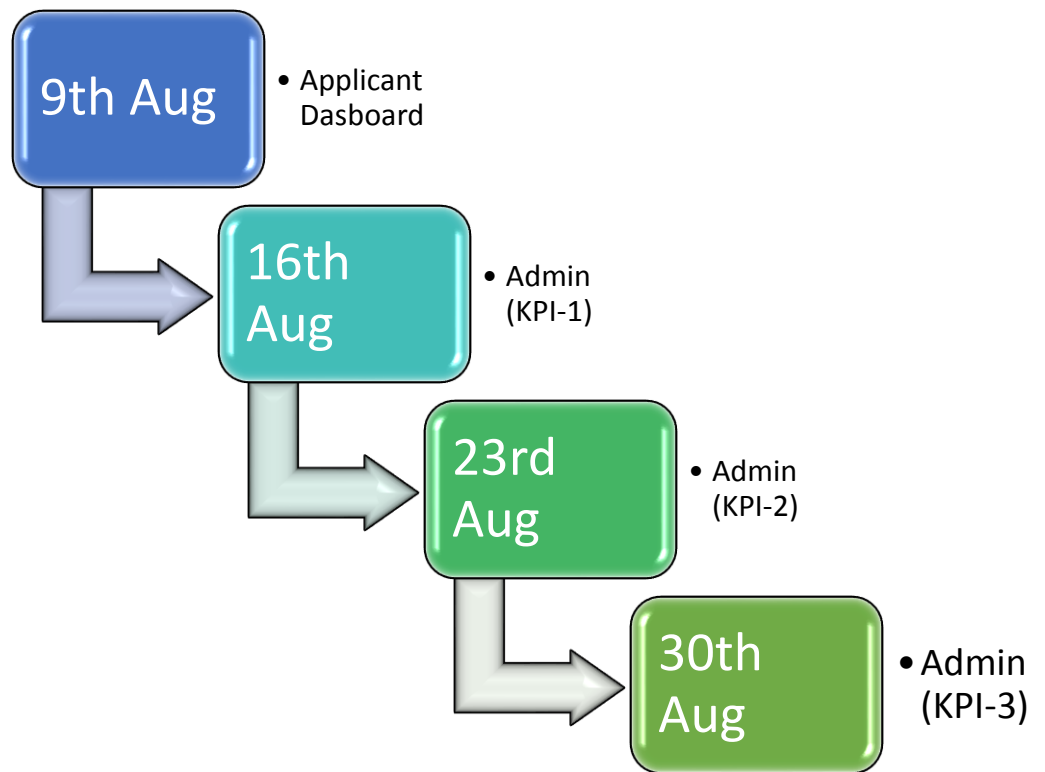 9th Aug
• Applicant
Dasboard
16th
Aug
• Admin
(KPI-1)
23rd
Aug
• Admin
(KPI-2)
30th
Aug
• Admin
(KPI-3)